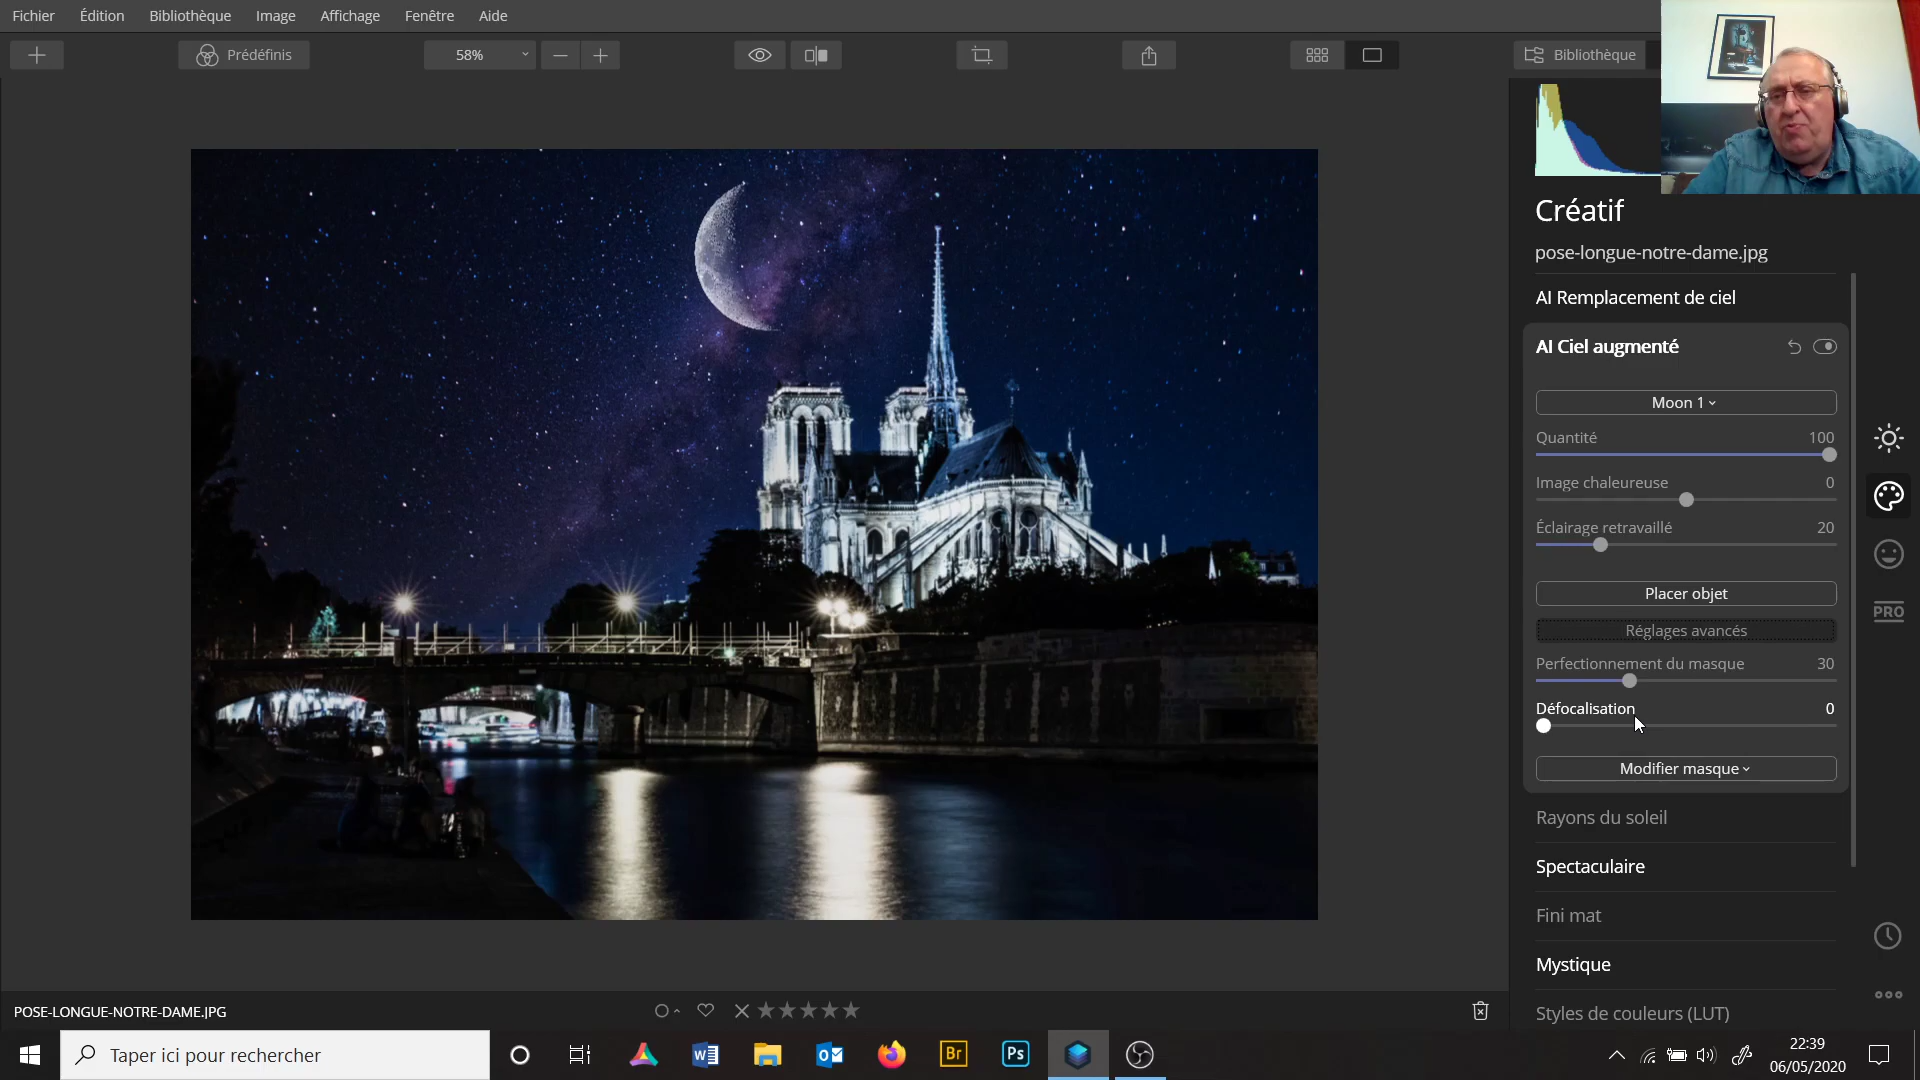 Fichier Édition Bibliothèque Image Affichage Fenêtre Aide
Prédéfinis 58% Bibliothèque
Créatif
pose-longue-notre-dame.jpg
AI Remplacement de ciel
AI Ciel augmenté
Moon 1
Quantité 100
Image chaleureuse 0
Éclairage retravaillé 20
Placer objet
Réglages avancés
Perfectionnement du masque 30
Défocalisation 0
Modifier masque
Rayons du soleil
Spectaculaire
Fini mat
Mystique
Styles de couleurs (LUT)
PRO
POSE-LONGUE-NOTRE-DAME.JPG
Taper ici pour rechercher
Br
Ps
22:39
06/05/2020